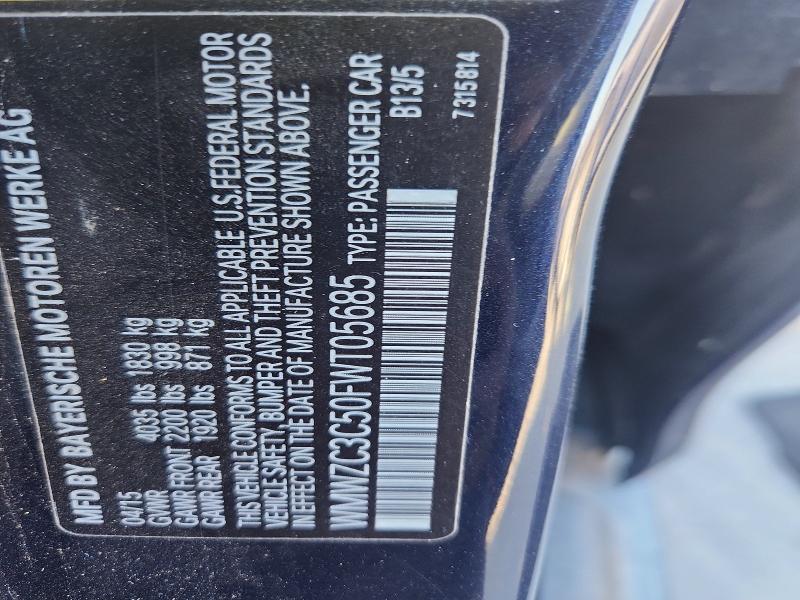 MFD BY BAYERISCHE MOTOREN WERKE AG
04/15
GVWR 4035 lbs 1830 kg
GAWR FRONT 2200 lbs 998 kg
GAWR REAR 1920 lbs 871 kg
THIS VEHICLE CONFORMS TO ALL APPLICABLE U.S. FEDERAL MOTOR
VEHICLE SAFETY, BUMPER AND THEFT PREVENTION STANDARDS
IN EFFECT ON THE DATE OF MANUFACTURE SHOWN ABOVE.
WMWZC3C50FWT05685 TYPE: PASSENGER CAR
B13/5
7315814